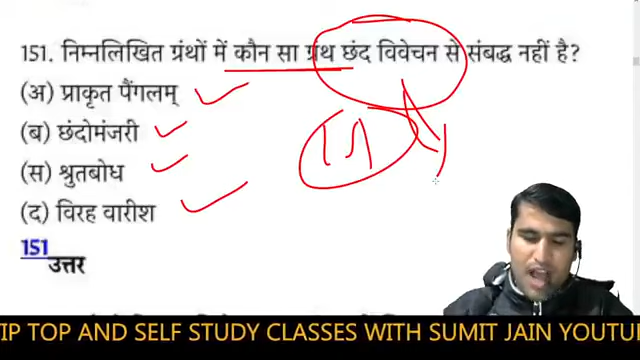 151. निम्नलिखित ग्रंथों में कौन सा ग्रंथ छंद विवेचन से संबद्ध नहीं है?
(अ) प्राकृत पैंगलम्
(ब) छंदोमंजरी
(स) श्रुतबोध
(द) विरह वारीश
151
उत्तर
TIP TOP AND SELF STUDY CLASSES WITH SUMIT JAIN YOUTU